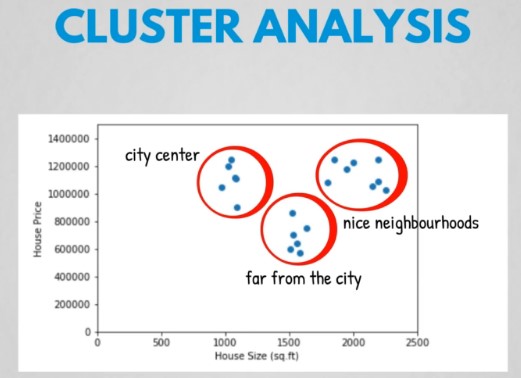 CLUSTER ANALYSIS
1400000
1200000
1000000
800000
600000
400000
200000
0
House Price
city center
nice neighbourhoods
far from the city
0 500 1000 1500 2000 2500
House Size (sq.ft)